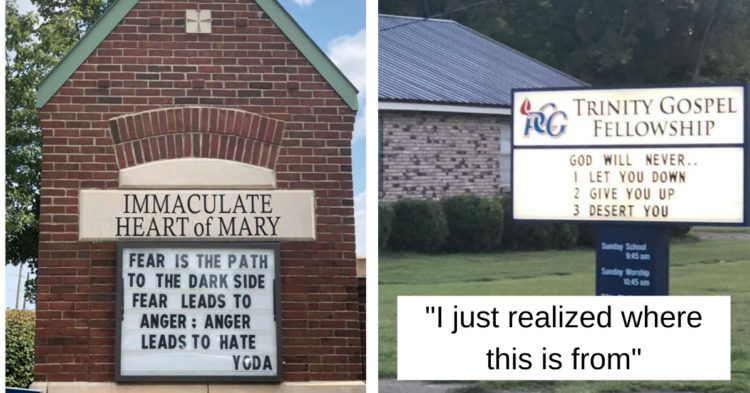 IMMACULATE
HEART of MARY
FEAR IS THE PATH
TO THE DARK SIDE
FEAR LEADS TO
ANGER : ANGER
LEADS TO HATE
YODA
TRINITY GOSPEL
FELLOWSHIP
GOD WILL NEVER..
1 LET YOU DOWN
2 GIVE YOU UP
3 DESERT YOU
Sunday School
9:45 am
Sunday Worship
10:45 am
"I just realized where
this is from"